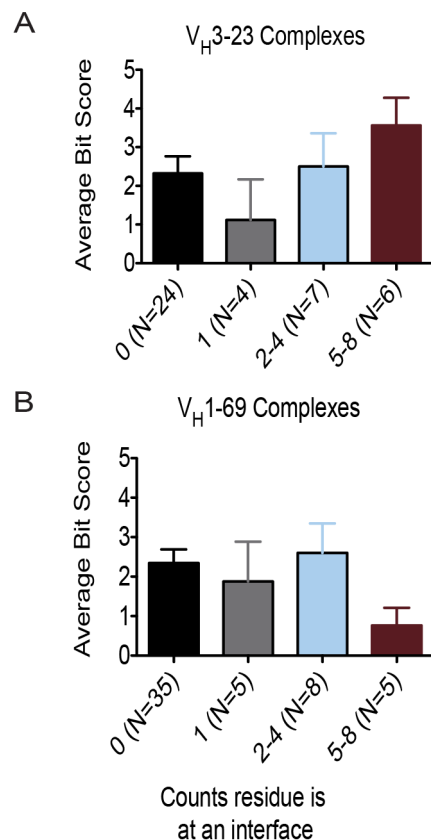 A
VH3-23 Complexes
Average Bit Score
5
4
3
2
1
0
0 (N=24)
1 (N=4)
2-4 (N=7)
5-8 (N=6)
B
VH1-69 Complexes
Average Bit Score
5
4
3
2
1
0
0 (N=35)
1 (N=5)
2-4 (N=8)
5-8 (N=5)
Counts residue is
at an interface